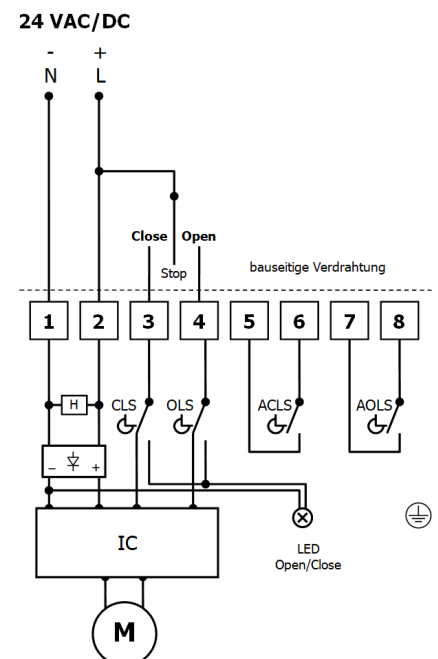 24 VAC/DC
- +
N L
Close Open
Stop
bauseitige Verdrahtung
1 2 3 4 5 6 7 8
H CLS OLS ACLS AOLS
– +
IC
LED
Open/Close
M